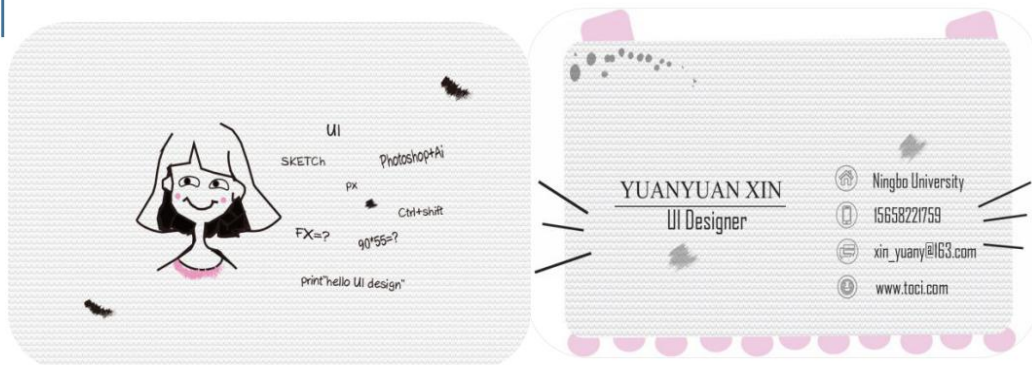 UI
SKETCh
Photoshop+Ai
px
Ctrl+shift
FX=?
90*55=?
print"hello UI design"
YUANYUAN XIN
UI Designer
Ningbo University
15658221759
xin_yuany@163.com
www.toci.com